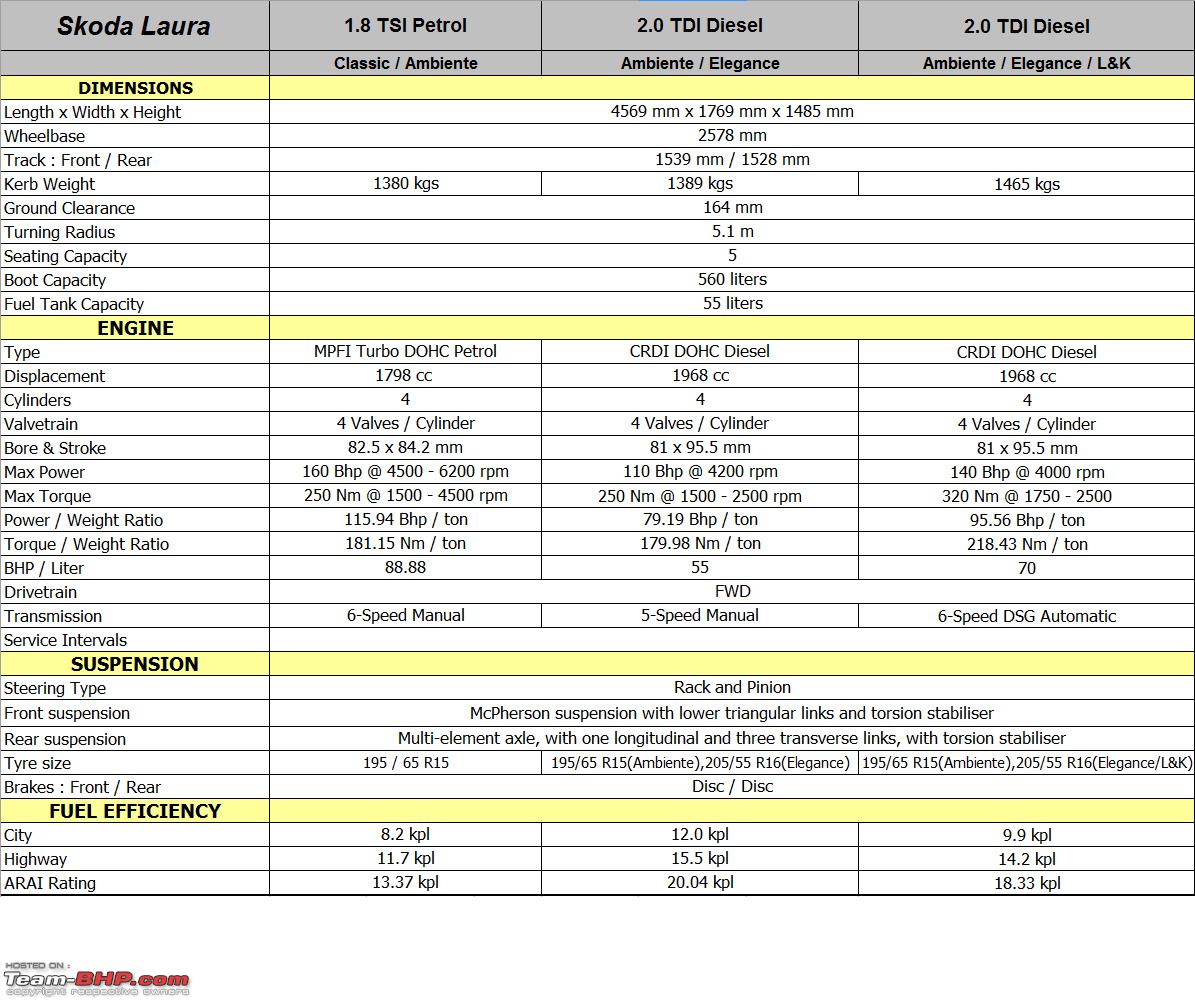 Skoda Laura 1.8 TSI Petrol 2.0 TDI Diesel 2.0 TDI Diesel
Classic / Ambiente Ambiente / Elegance Ambiente / Elegance / L&K
DIMENSIONS
Length x Width x Height 4569 mm x 1769 mm x 1485 mm
Wheelbase 2578 mm
Track : Front / Rear 1539 mm / 1528 mm
Kerb Weight 1380 kgs 1389 kgs 1465 kgs
Ground Clearance 164 mm
Turning Radius 5.1 m
Seating Capacity 5
Boot Capacity 560 liters
Fuel Tank Capacity 55 liters
ENGINE
Type MPFI Turbo DOHC Petrol CRDI DOHC Diesel CRDI DOHC Diesel
Displacement 1798 cc 1968 cc 1968 cc
Cylinders 4 4 4
Valvetrain 4 Valves / Cylinder 4 Valves / Cylinder 4 Valves / Cylinder
Bore & Stroke 82.5 x 84.2 mm 81 x 95.5 mm 81 x 95.5 mm
Max Power 160 Bhp @ 4500 - 6200 rpm 110 Bhp @ 4200 rpm 140 Bhp @ 4000 rpm
Max Torque 250 Nm @ 1500 - 4500 rpm 250 Nm @ 1500 - 2500 rpm 320 Nm @ 1750 - 2500
Power / Weight Ratio 115.94 Bhp / ton 79.19 Bhp / ton 95.56 Bhp / ton
Torque / Weight Ratio 181.15 Nm / ton 179.98 Nm / ton 218.43 Nm / ton
BHP / Liter 88.88 55 70
Drivetrain FWD
Transmission 6-Speed Manual 5-Speed Manual 6-Speed DSG Automatic
Service Intervals
SUSPENSION
Steering Type Rack and Pinion
Front suspension McPherson suspension with lower triangular links and torsion stabiliser
Rear suspension Multi-element axle, with one longitudinal and three transverse links, with torsion stabiliser
Tyre size 195 / 65 R15 195/65 R15(Ambiente),205/55 R16(Elegance) 195/65 R15(Ambiente),205/55 R16(Elegance/L&K)
Brakes : Front / Rear Disc / Disc
FUEL EFFICIENCY
City 8.2 kpl 12.0 kpl 9.9 kpl
Highway 11.7 kpl 15.5 kpl 14.2 kpl
ARAI Rating 13.37 kpl 20.04 kpl 18.33 kpl
HOSTED ON :
Team-BHP.com
copyright respective owners